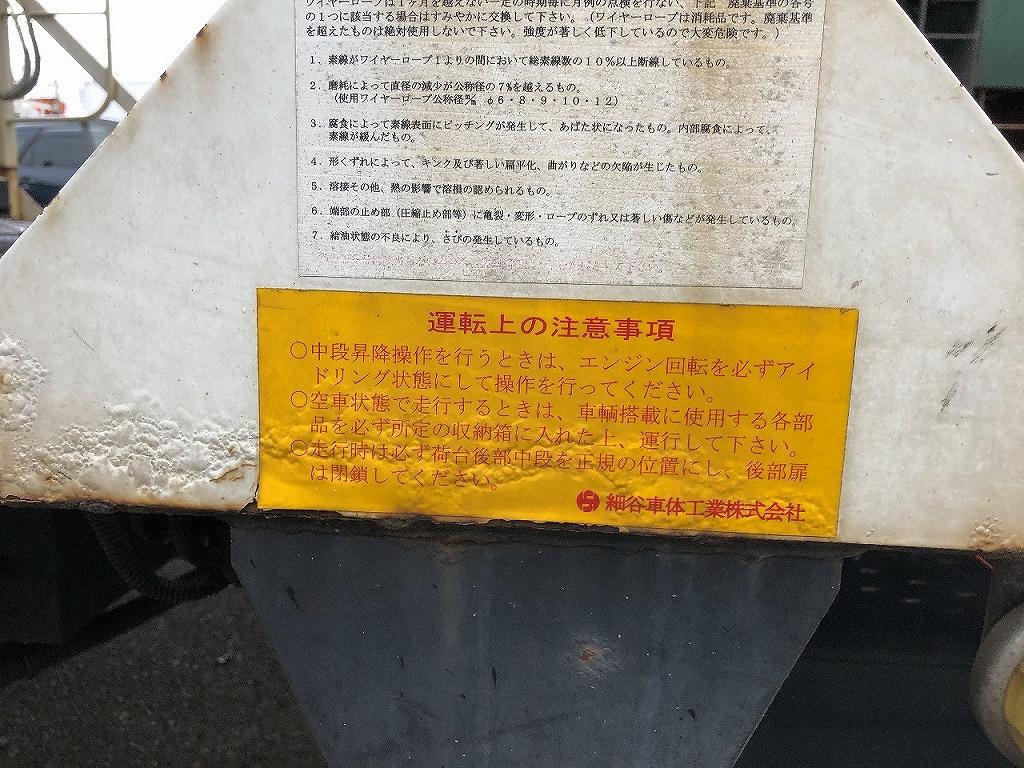 ワイヤーロープは1ヶ月を越えない一定の時期毎に月例の点検を行ない、下記 廃棄基準の各号
の1つに該当する場合はすみやかに交換して下さい。(ワイヤーロープは消耗品です。廃棄基準
を超えたものは絶対使用しないで下さい。強度が著しく低下しているので大変危険です。)
1. 素線がワイヤーロープ1よりの間において総素線数の10%以上断線しているもの。
2. 磨耗によって直径の減少が公称径の7%を越えるもの。
(使用ワイヤーロープ公称径 φ6・8・9・10・12)
3. 腐食によって素線表面にピッチングが発生して、あばた状になったもの。内部腐食によって、
素線が緩んだもの。
4. 形くずれによって、キンク及び著しい扁平化、曲がりなどの欠陥が生じたもの。
5. 溶接その他、熱の影響で溶損の認められるもの。
6. 端部の止め部(圧縮止め部等)に亀裂・変形・ロープのずれ又は著しい傷などが発生しているもの。
7. 給油状態の不良により、さびの発生しているもの。
運転上の注意事項
○中段昇降操作を行うときは、エンジン回転を必ずアイ
ドリング状態にして操作を行ってください。
○空車状態で走行するときは、車輌搭載に使用する各部
品を必ず所定の収納箱に入れた上、運行して下さい。
○走行時は必ず荷台後部中段を正規の位置にし、後部扉
は閉鎖してください。
細谷車体工業株式会社